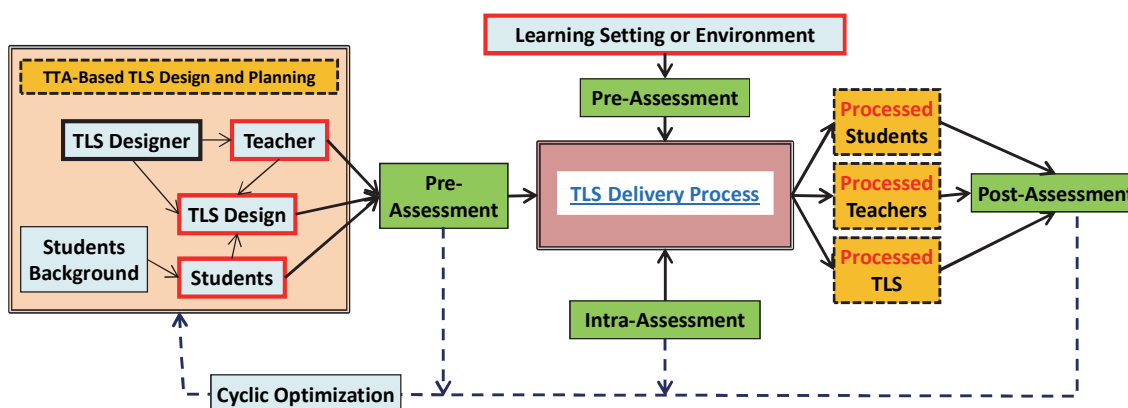 Learning Setting or Environment
TTA-Based TLS Design and Planning
Pre-Assessment
TLS Designer
Teacher
Processed
Students
Pre-
Assessment
TLS Delivery Process
Processed
Teachers
Post-Assessment
TLS Design
Students
Background
Students
Processed
TLS
Intra-Assessment
Cyclic Optimization